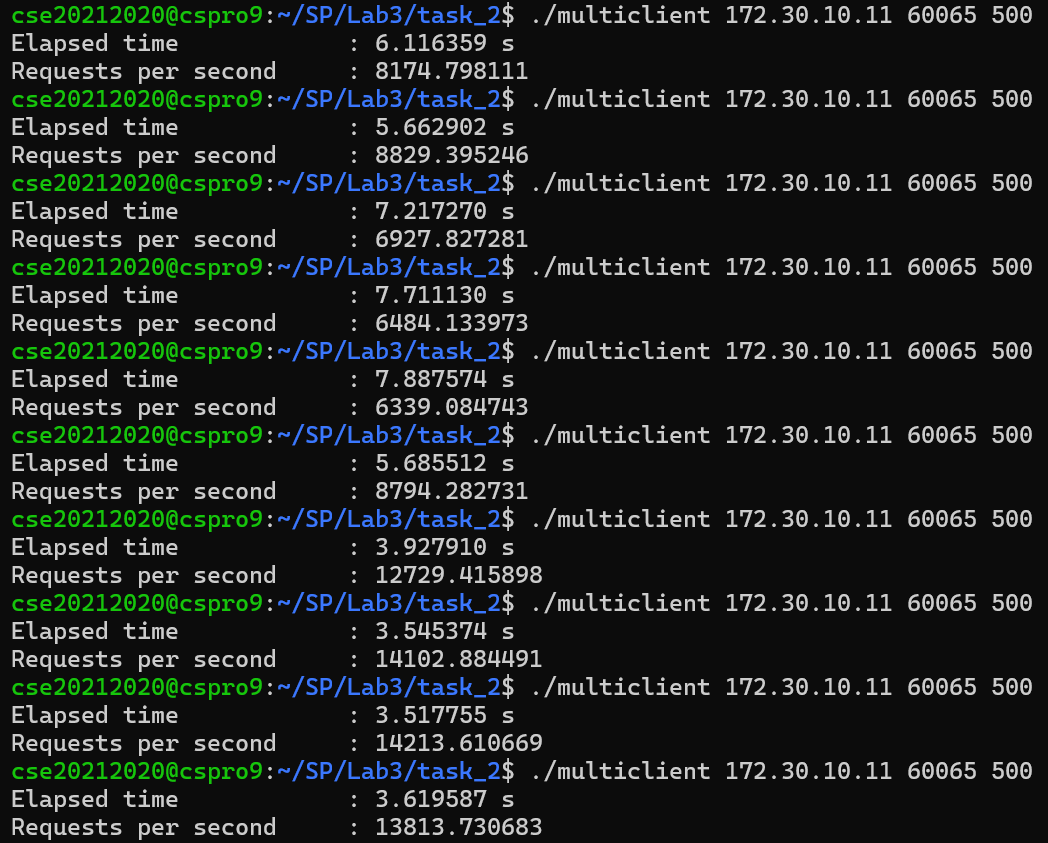 cse20212020@cspro9:~/SP/Lab3/task_2$ ./multiclient 172.30.10.11 60065 500
Elapsed time            : 6.116359 s
Requests per second     : 8174.798111
cse20212020@cspro9:~/SP/Lab3/task_2$ ./multiclient 172.30.10.11 60065 500
Elapsed time            : 5.662902 s
Requests per second     : 8829.395246
cse20212020@cspro9:~/SP/Lab3/task_2$ ./multiclient 172.30.10.11 60065 500
Elapsed time            : 7.217270 s
Requests per second     : 6927.827281
cse20212020@cspro9:~/SP/Lab3/task_2$ ./multiclient 172.30.10.11 60065 500
Elapsed time            : 7.711130 s
Requests per second     : 6484.133973
cse20212020@cspro9:~/SP/Lab3/task_2$ ./multiclient 172.30.10.11 60065 500
Elapsed time            : 7.887574 s
Requests per second     : 6339.084743
cse20212020@cspro9:~/SP/Lab3/task_2$ ./multiclient 172.30.10.11 60065 500
Elapsed time            : 5.685512 s
Requests per second     : 8794.282731
cse20212020@cspro9:~/SP/Lab3/task_2$ ./multiclient 172.30.10.11 60065 500
Elapsed time            : 3.927910 s
Requests per second     : 12729.415898
cse20212020@cspro9:~/SP/Lab3/task_2$ ./multiclient 172.30.10.11 60065 500
Elapsed time            : 3.545374 s
Requests per second     : 14102.884491
cse20212020@cspro9:~/SP/Lab3/task_2$ ./multiclient 172.30.10.11 60065 500
Elapsed time            : 3.517755 s
Requests per second     : 14213.610669
cse20212020@cspro9:~/SP/Lab3/task_2$ ./multiclient 172.30.10.11 60065 500
Elapsed time            : 3.619587 s
Requests per second     : 13813.730683